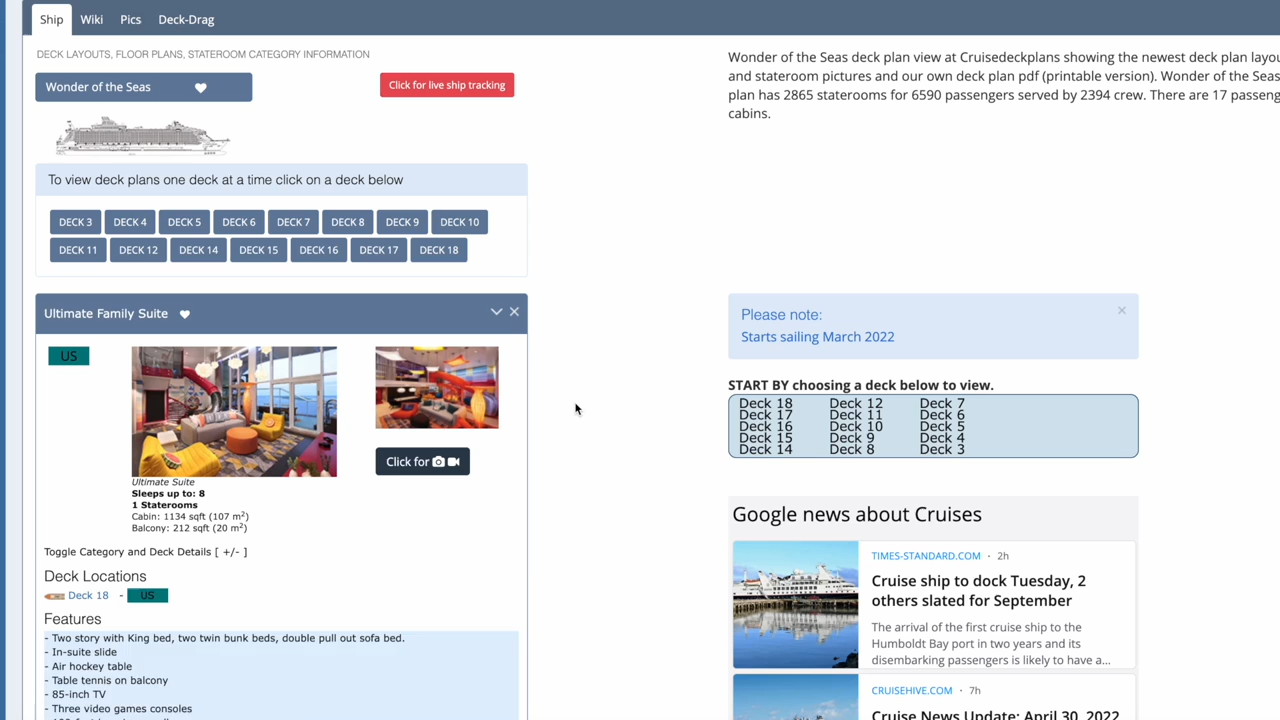 Ship Wiki Pics Deck-Drag
DECK LAYOUTS, FLOOR PLANS, STATEROOM CATEGORY INFORMATION
Wonder of the Seas
Click for live ship tracking
To view deck plans one deck at a time click on a deck below
DECK 3 DECK 4 DECK 5 DECK 6 DECK 7 DECK 8 DECK 9 DECK 10
DECK 11 DECK 12 DECK 14 DECK 15 DECK 16 DECK 17 DECK 18
Ultimate Family Suite
US
Click for
Ultimate Suite
Sleeps up to: 8
1 Staterooms
Cabin: 1134 sqft (107 m²)
Balcony: 212 sqft (20 m²)
Toggle Category and Deck Details [ +/- ]
Deck Locations
Deck 18 - US
Features
- Two story with King bed, two twin bunk beds, double pull out sofa bed.
- In-suite slide
- Air hockey table
- Table tennis on balcony
- 85-inch TV
- Three video games consoles
Wonder of the Seas deck plan view at Cruisedeckplans showing the newest deck plan layou
and stateroom pictures and our own deck plan pdf (printable version). Wonder of the Seas
plan has 2865 staterooms for 6590 passengers served by 2394 crew. There are 17 passeng
cabins.
Please note:
Starts sailing March 2022
START BY choosing a deck below to view.
Deck 18 Deck 12 Deck 7
Deck 17 Deck 11 Deck 6
Deck 16 Deck 10 Deck 5
Deck 15 Deck 9 Deck 4
Deck 14 Deck 8 Deck 3
Google news about Cruises
TIMES-STANDARD.COM · 2h
Cruise ship to dock Tuesday, 2
others slated for September
The arrival of the first cruise ship to the
Humboldt Bay port in two years and its
disembarking passengers is likely to have a...
CRUISEHIVE.COM · 7h
Cruise News Update: April 30, 2022